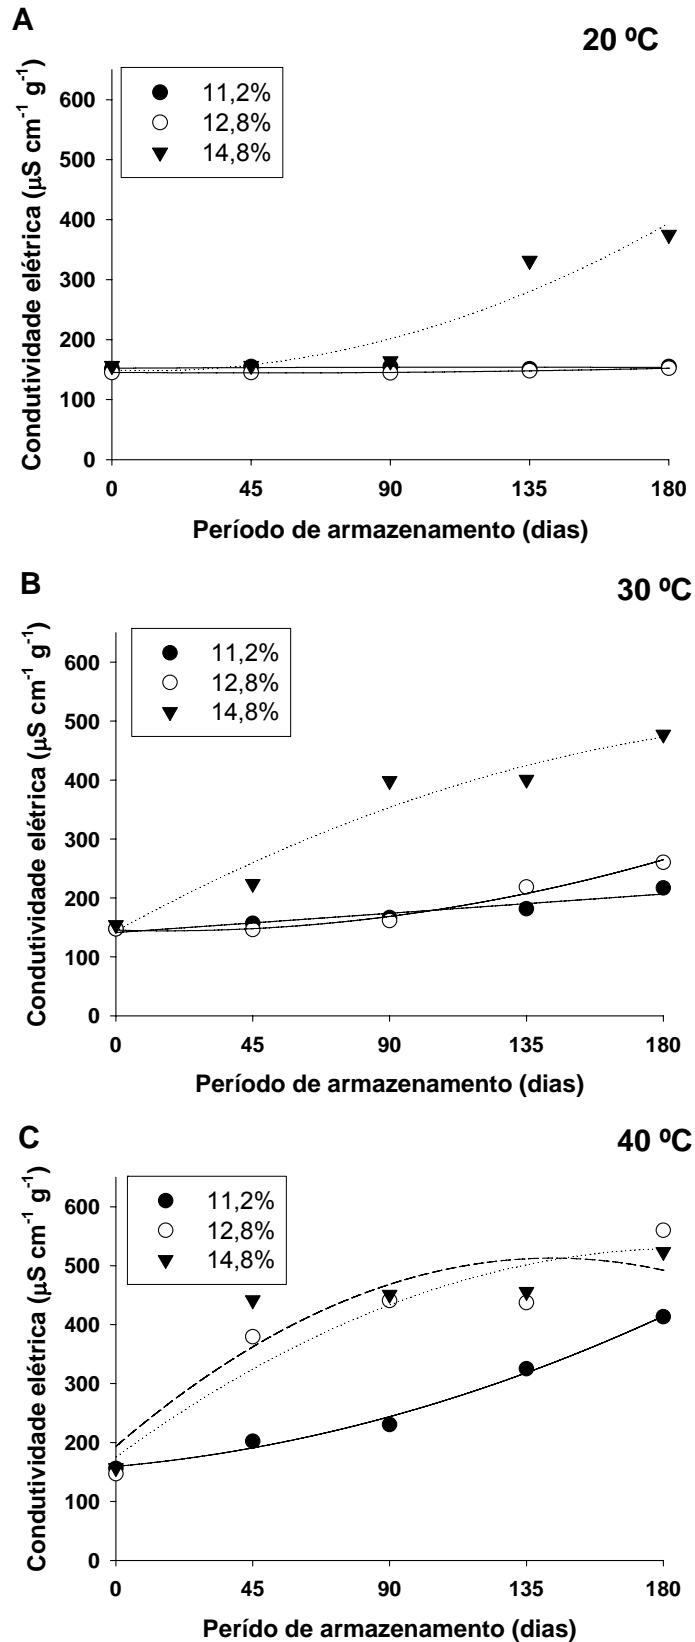 A
20 ºC
Condutividade elétrica (μS cm⁻¹ g⁻¹)
11,2%
12,8%
14,8%
600
500
400
300
200
100
0
0 45 90 135 180
Período de armazenamento (dias)
B
30 ºC
Condutividade elétrica (μS cm⁻¹ g⁻¹)
11,2%
12,8%
14,8%
600
500
400
300
200
100
0
0 45 90 135 180
Período de armazenamento (dias)
C
40 ºC
Condutividade elétrica (μS cm⁻¹ g⁻¹)
11,2%
12,8%
14,8%
600
500
400
300
200
100
0
0 45 90 135 180
Perído de armazenamento (dias)